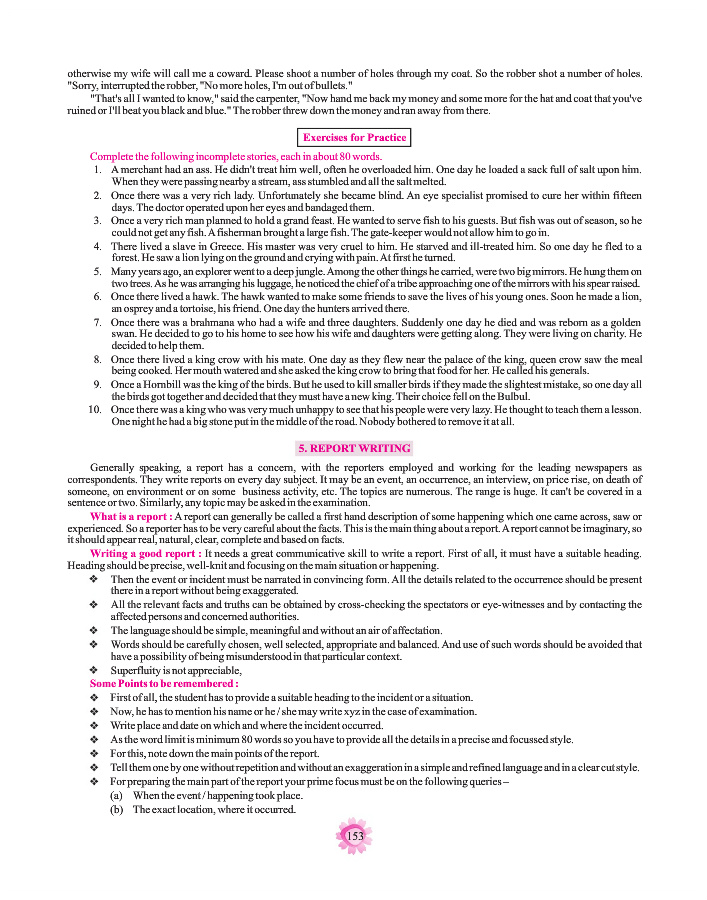 otherwise my wife will call me a coward. Please shoot a number of holes through my coat. So the robber shot a number of holes.
"Sorry, interrupted the robber, "No more holes, I'm out of bullets."
"That's all I wanted to know," said the carpenter, "Now hand me back my money and some more for the hat and coat that you've
ruined or I'll beat you black and blue." The robber threw down the money and ran away from there.
Exercises for Practice
Complete the following incomplete stories, each in about 80 words.
1. A merchant had an ass. He didn't treat him well, often he overloaded him. One day he loaded a sack full of salt upon him.
When they were passing nearby a stream, ass stumbled and all the salt melted.
2. Once there was a very rich lady. Unfortunately she became blind. An eye specialist promised to cure her within fifteen
days. The doctor operated upon her eyes and bandaged them.
3. Once a very rich man planned to hold a grand feast. He wanted to serve fish to his guests. But fish was out of season, so he
could not get any fish. A fisherman brought a large fish. The gate-keeper would not allow him to go in.
4. There lived a slave in Greece. His master was very cruel to him. He starved and ill-treated him. So one day he fled to a
forest. He saw a lion lying on the ground and crying with pain. At first he turned.
5. Many years ago, an explorer went to a deep jungle. Among the other things he carried, were two big mirrors. He hung them on
two trees. As he was arranging his luggage, he noticed the chief of a tribe approaching one of the mirrors with his spear raised.
6. Once there lived a hawk. The hawk wanted to make some friends to save the lives of his young ones. Soon he made a lion,
an osprey and a tortoise, his friend. One day the hunters arrived there.
7. Once there was a brahmana who had a wife and three daughters. Suddenly one day he died and was reborn as a golden
swan. He decided to go to his home to see how his wife and daughters were getting along. They were living on charity. He
decided to help them.
8. Once there lived a king crow with his mate. One day as they flew near the palace of the king, queen crow saw the meal
being cooked. Her mouth watered and she asked the king crow to bring that food for her. He called his generals.
9. Once a Hornbill was the king of the birds. But he used to kill smaller birds if they made the slightest mistake, so one day all
the birds got together and decided that they must have a new king. Their choice fell on the Bulbul.
10. Once there was a king who was very much unhappy to see that his people were very lazy. He thought to teach them a lesson.
One night he had a big stone put in the middle of the road. Nobody bothered to remove it at all.
5. REPORT WRITING
Generally speaking, a report has a concern, with the reporters employed and working for the leading newspapers as
correspondents. They write reports on every day subject. It may be an event, an occurrence, an interview, on price rise, on death of
someone, on environment or on some business activity, etc. The topics are numerous. The range is huge. It can't be covered in a
sentence or two. Similarly, any topic may be asked in the examination.
What is a report : A report can generally be called a first hand description of some happening which one came across, saw or
experienced. So a reporter has to be very careful about the facts. This is the main thing about a report. A report cannot be imaginary, so
it should appear real, natural, clear, complete and based on facts.
Writing a good report : It needs a great communicative skill to write a report. First of all, it must have a suitable heading.
Heading should be precise, well-knit and focusing on the main situation or happening.
❖ Then the event or incident must be narrated in convincing form. All the details related to the occurrence should be present
there in a report without being exaggerated.
❖ All the relevant facts and truths can be obtained by cross-checking the spectators or eye-witnesses and by contacting the
affected persons and concerned authorities.
❖ The language should be simple, meaningful and without an air of affectation.
❖ Words should be carefully chosen, well selected, appropriate and balanced. And use of such words should be avoided that
have a possibility of being misunderstood in that particular context.
❖ Superfluity is not appreciable,
Some Points to be remembered :
❖ First of all, the student has to provide a suitable heading to the incident or a situation.
❖ Now, he has to mention his name or he / she may write xyz in the case of examination.
❖ Write place and date on which and where the incident occurred.
❖ As the word limit is minimum 80 words so you have to provide all the details in a precise and focussed style.
❖ For this, note down the main points of the report.
❖ Tell them one by one without repetition and without an exaggeration in a simple and refined language and in a clear cut style.
❖ For preparing the main part of the report your prime focus must be on the following queries –
(a) When the event / happening took place.
(b) The exact location, where it occurred.
153